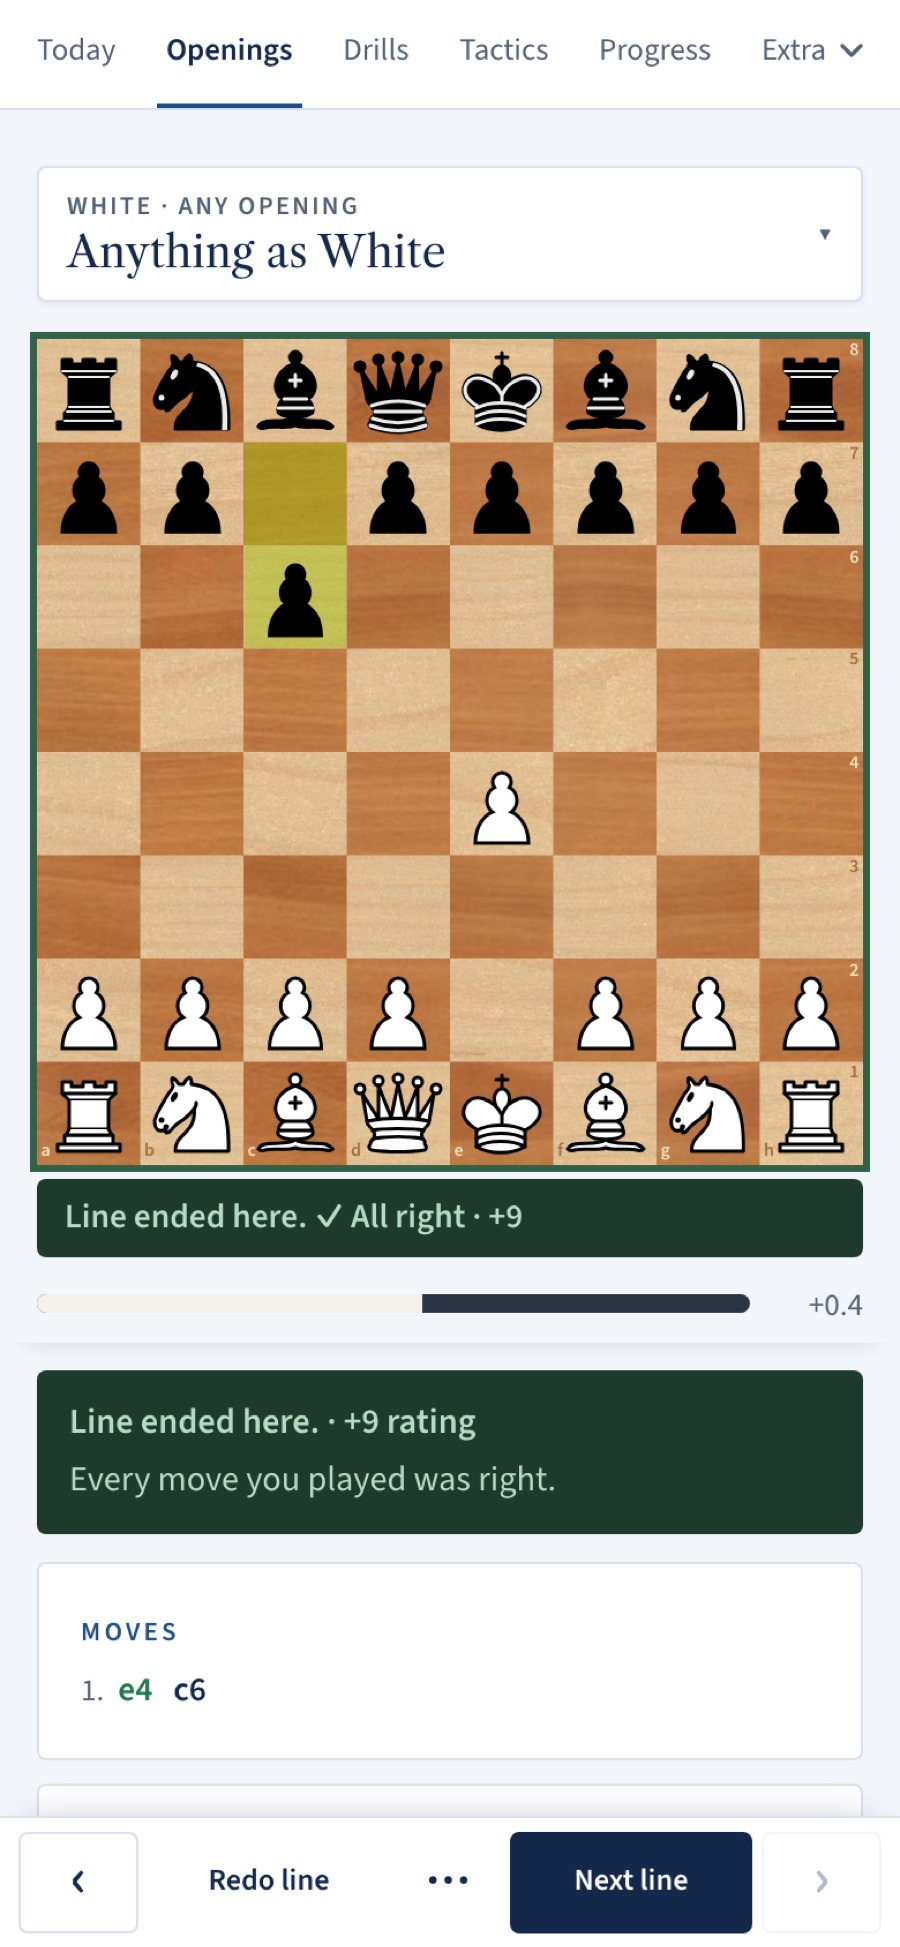 Today Openings Drills Tactics Progress Extra
WHITE · ANY OPENING
Anything as White
8
7
6
5
4
3
2
1
a b c d e f g h
Line ended here. ✓ All right · +9
+0.4
Line ended here. · +9 rating
Every move you played was right.
MOVES
1. e4 c6
Redo line ••• Next line